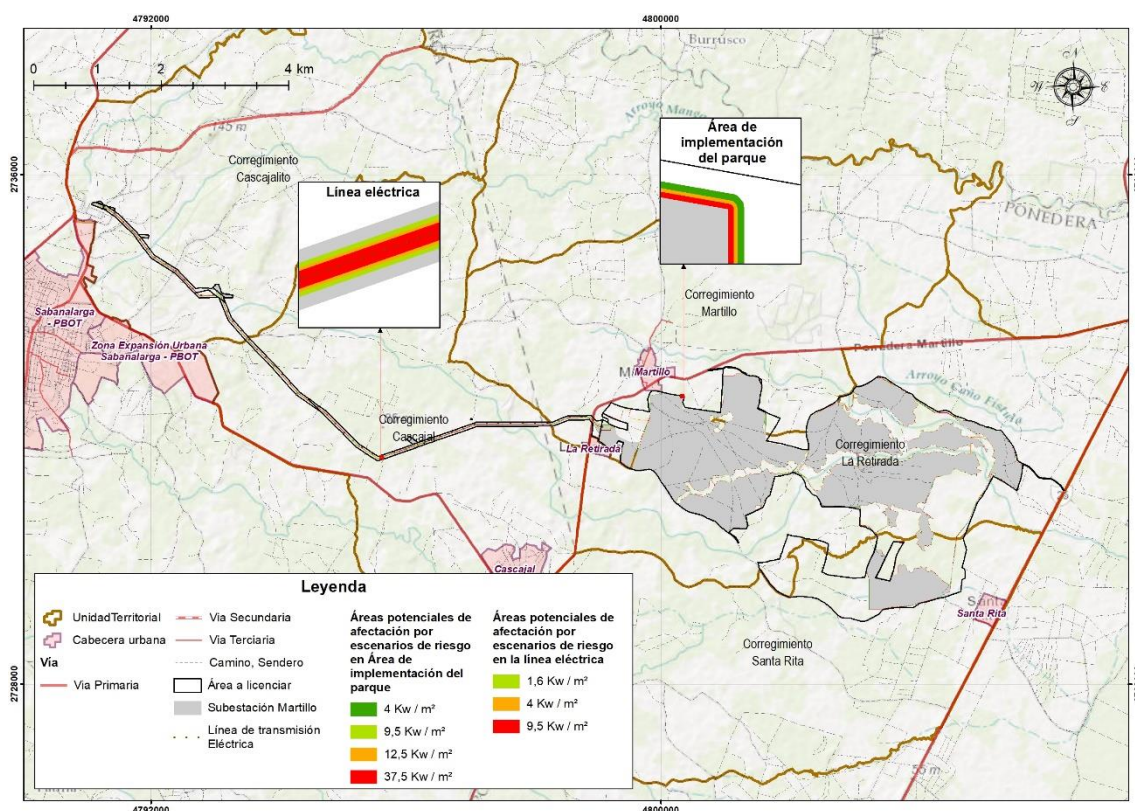 4792000
4800000
Burrusco
0
1
2
4 km
145 m
Corregimiento
Cascajalito
Área de
implementación
del parque
2736000
Línea eléctrica
PONEDERA
Corregimiento
Martillo
Sabanalarga
- PBOT
Zona Expansión Urbana
Sabanalarga - PBOT
Ponedera Martillo
Martillo
Arroyo Caño Fistula
Corregimiento
Cascajal
La Retirada
Corregimiento
La Retirada
Cascajal
Santa Rita
Corregimiento
Santa Rita
2728000
55 m
Leyenda
UnidadTerritorial
Cabecera urbana
Vía
Via Primaria
Via Secundaria
Via Terciaria
Camino, Sendero
Área a licenciar
Subestación Martillo
Línea de transmisión
Eléctrica
Áreas potenciales de
afectación por
escenarios de riesgo
en Área de
implementación del
parque
4 Kw / m²
9,5 Kw / m²
12,5 Kw / m²
37,5 Kw / m²
Áreas potenciales de
afectación por
escenarios de riesgo
en la línea eléctrica
1,6 Kw / m²
4 Kw / m²
9,5 Kw / m²
4792000
4800000